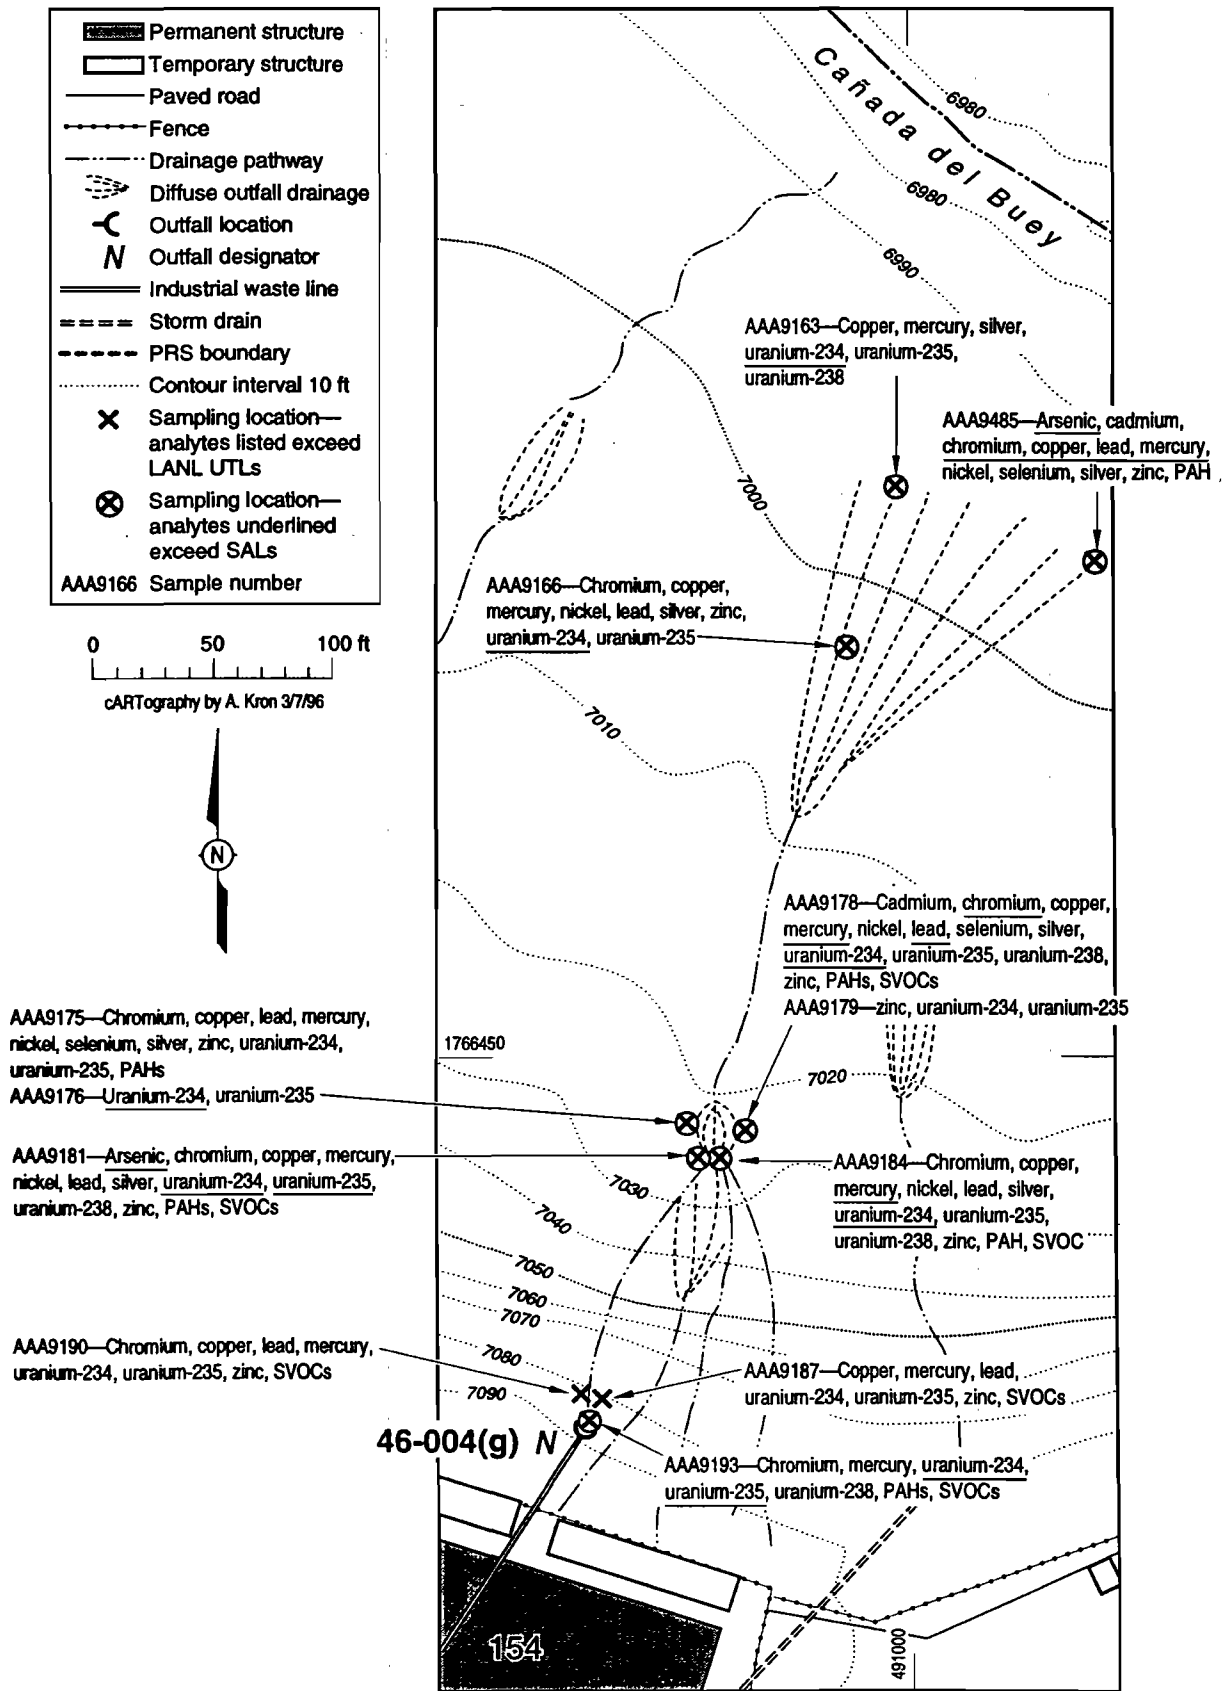 Permanent structure
Temporary structure
Paved road
Fence
Drainage pathway
Diffuse outfall drainage
Outfall location
N Outfall designator
Industrial waste line
Storm drain
PRS boundary
Contour interval 10 ft
Sampling location—
analytes listed exceed
LANL UTLs
Sampling location—
analytes underlined
exceed SALs
AAA9166 Sample number
0 50 100 ft
cARTography by A. Kron 3/7/96
N
Cañada del Buey
6980
6980
6990
AAA9163—Copper, mercury, silver,
uranium-234, uranium-235,
uranium-238
AAA9485—Arsenic, cadmium,
chromium, copper, lead, mercury,
nickel, selenium, silver, zinc, PAH
7000
AAA9166—Chromium, copper,
mercury, nickel, lead, silver, zinc,
uranium-234, uranium-235
7010
AAA9178—Cadmium, chromium, copper,
mercury, nickel, lead, selenium, silver,
uranium-234, uranium-235, uranium-238,
zinc, PAHs, SVOCs
AAA9179—zinc, uranium-234, uranium-235
AAA9175—Chromium, copper, lead, mercury,
nickel, selenium, silver, zinc, uranium-234,
uranium-235, PAHs
AAA9176—Uranium-234, uranium-235
1766450
7020
AAA9181—Arsenic, chromium, copper, mercury,
nickel, lead, silver, uranium-234, uranium-235,
uranium-238, zinc, PAHs, SVOCs
AAA9184—Chromium, copper,
mercury, nickel, lead, silver,
uranium-234, uranium-235,
uranium-238, zinc, PAH, SVOC
7030
7040
7050
7060
7070
7080
7090
AAA9190—Chromium, copper, lead, mercury,
uranium-234, uranium-235, zinc, SVOCs
AAA9187—Copper, mercury, lead,
uranium-234, uranium-235, zinc, SVOCs
46-004(g) N
AAA9193—Chromium, mercury, uranium-234,
uranium-235, uranium-238, PAHs, SVOCs
154
491000